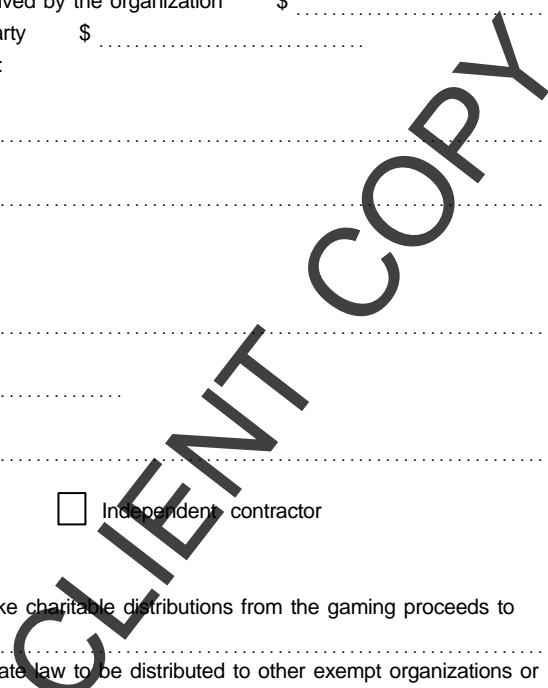 ived by the organization $
arty $
:
Independent contractor
ke charitable distributions from the gaming proceeds to
ate law to be distributed to other exempt organizations or
CLIENT COPY